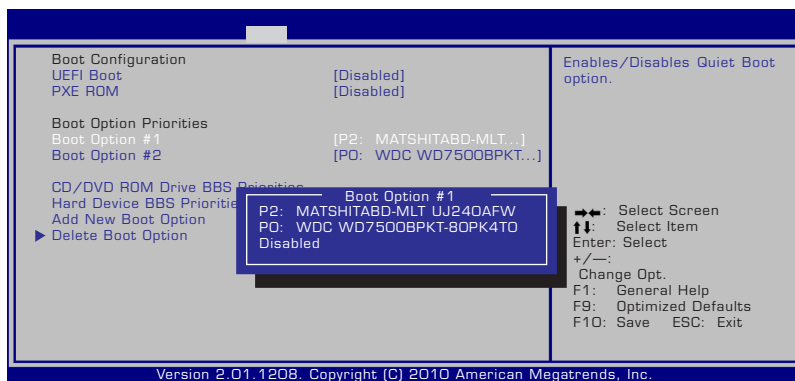 Boot Configuration
UEFI Boot [Disabled]
PXE ROM [Disabled]
Boot Option Priorities
Boot Option #1 [P2: MATSHITABD-MLT...]
Boot Option #2 [P0: WDC WD7500BPKT...]
CD/DVD ROM Drive BBS Priorities
Hard Device BBS Prioritie
Add New Boot Option
▶ Delete Boot Option
Boot Option #1
P2: MATSHITABD-MLT UJ240AFW
P0: WDC WD7500BPKT-80PK4T0
Disabled
Enables/Disables Quiet Boot
option.
→←: Select Screen
↑↓: Select Item
Enter: Select
+/—:
Change Opt.
F1: General Help
F9: Optimized Defaults
F10: Save ESC: Exit
Version 2.01.1208. Copyright (C) 2010 American Megatrends, Inc.